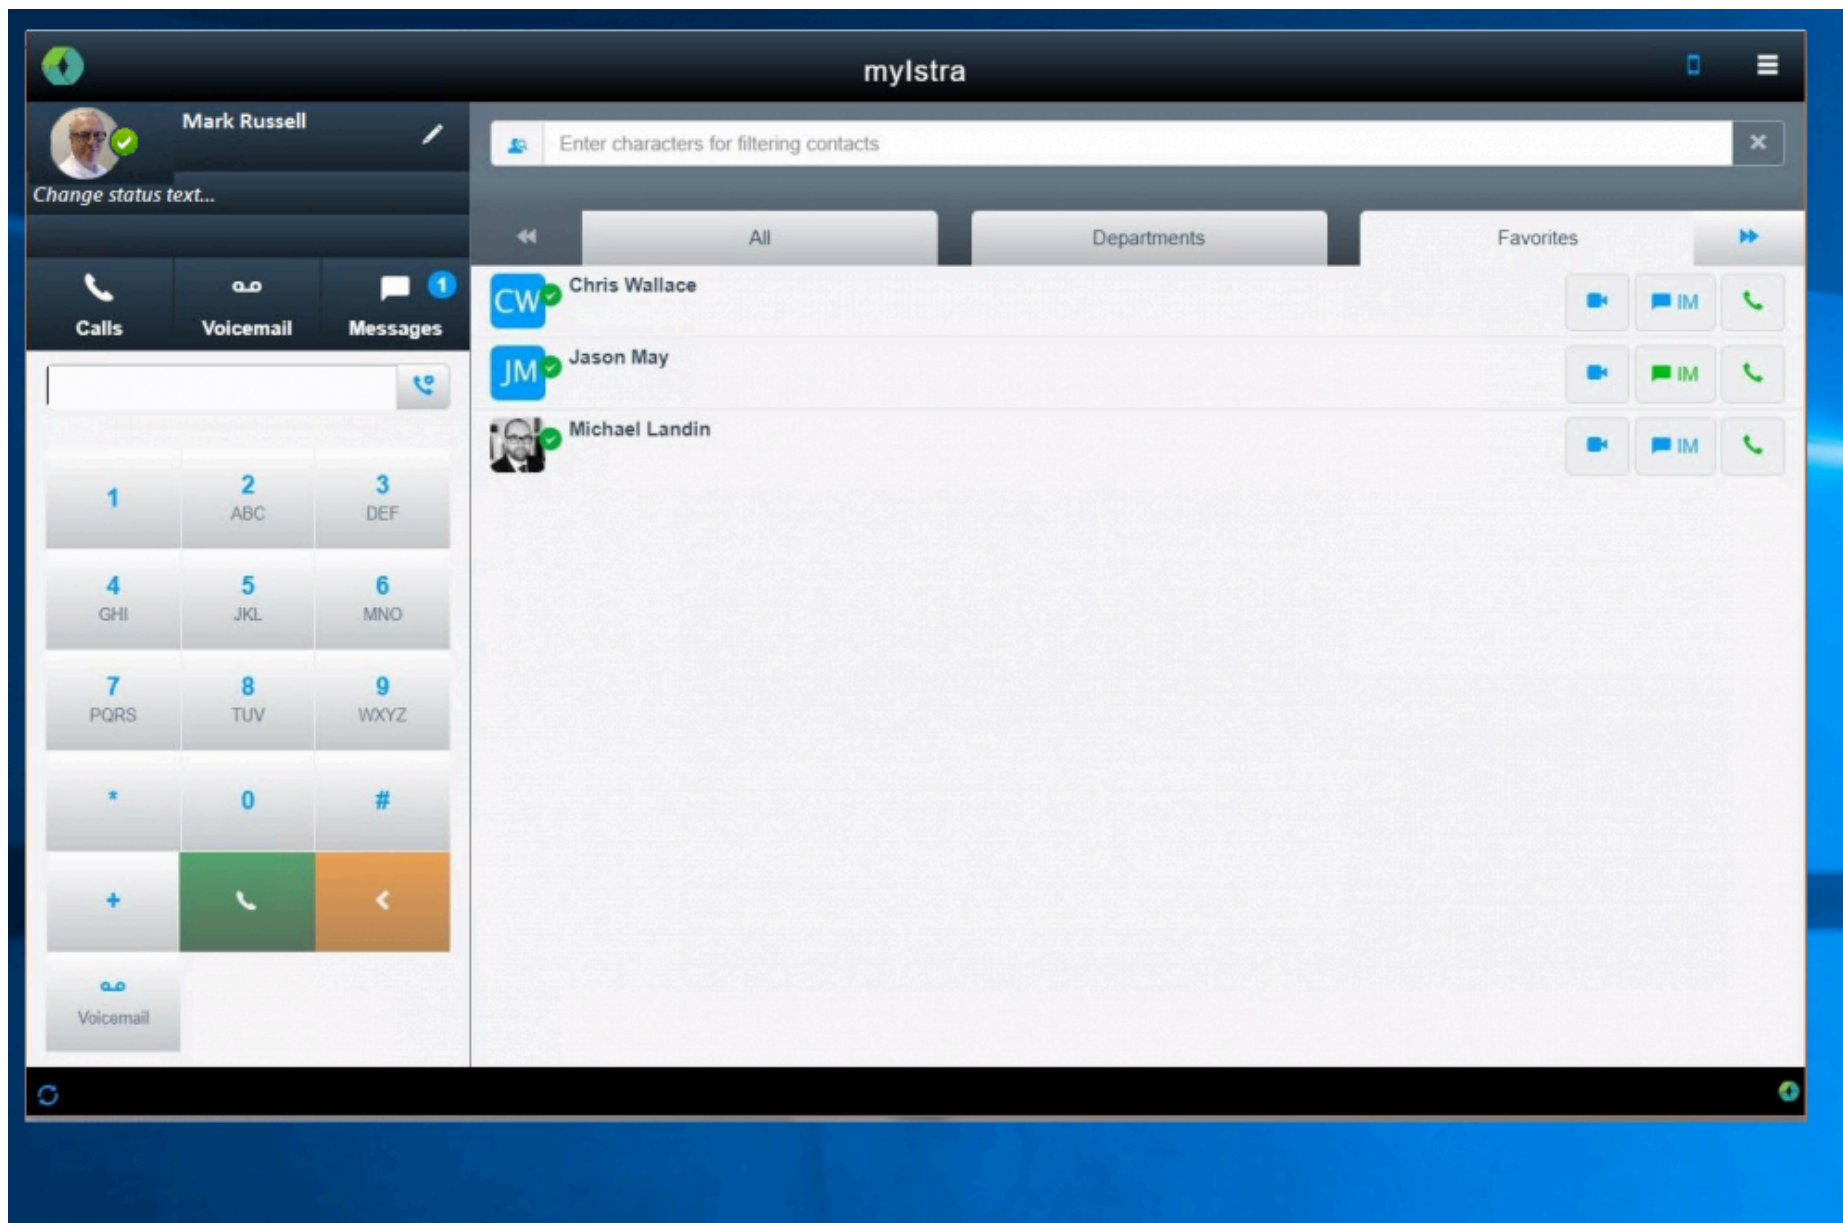 myIstra
Mark Russell
Change status text...
Calls
Voicemail
Messages
1
Enter characters for filtering contacts
All
Departments
Favorites
CW
Chris Wallace
IM
JM
Jason May
IM
Michael Landin
IM
1
2
ABC
3
DEF
4
GHI
5
JKL
6
MNO
7
PQRS
8
TUV
9
WXYZ
*
0
#
+
Voicemail